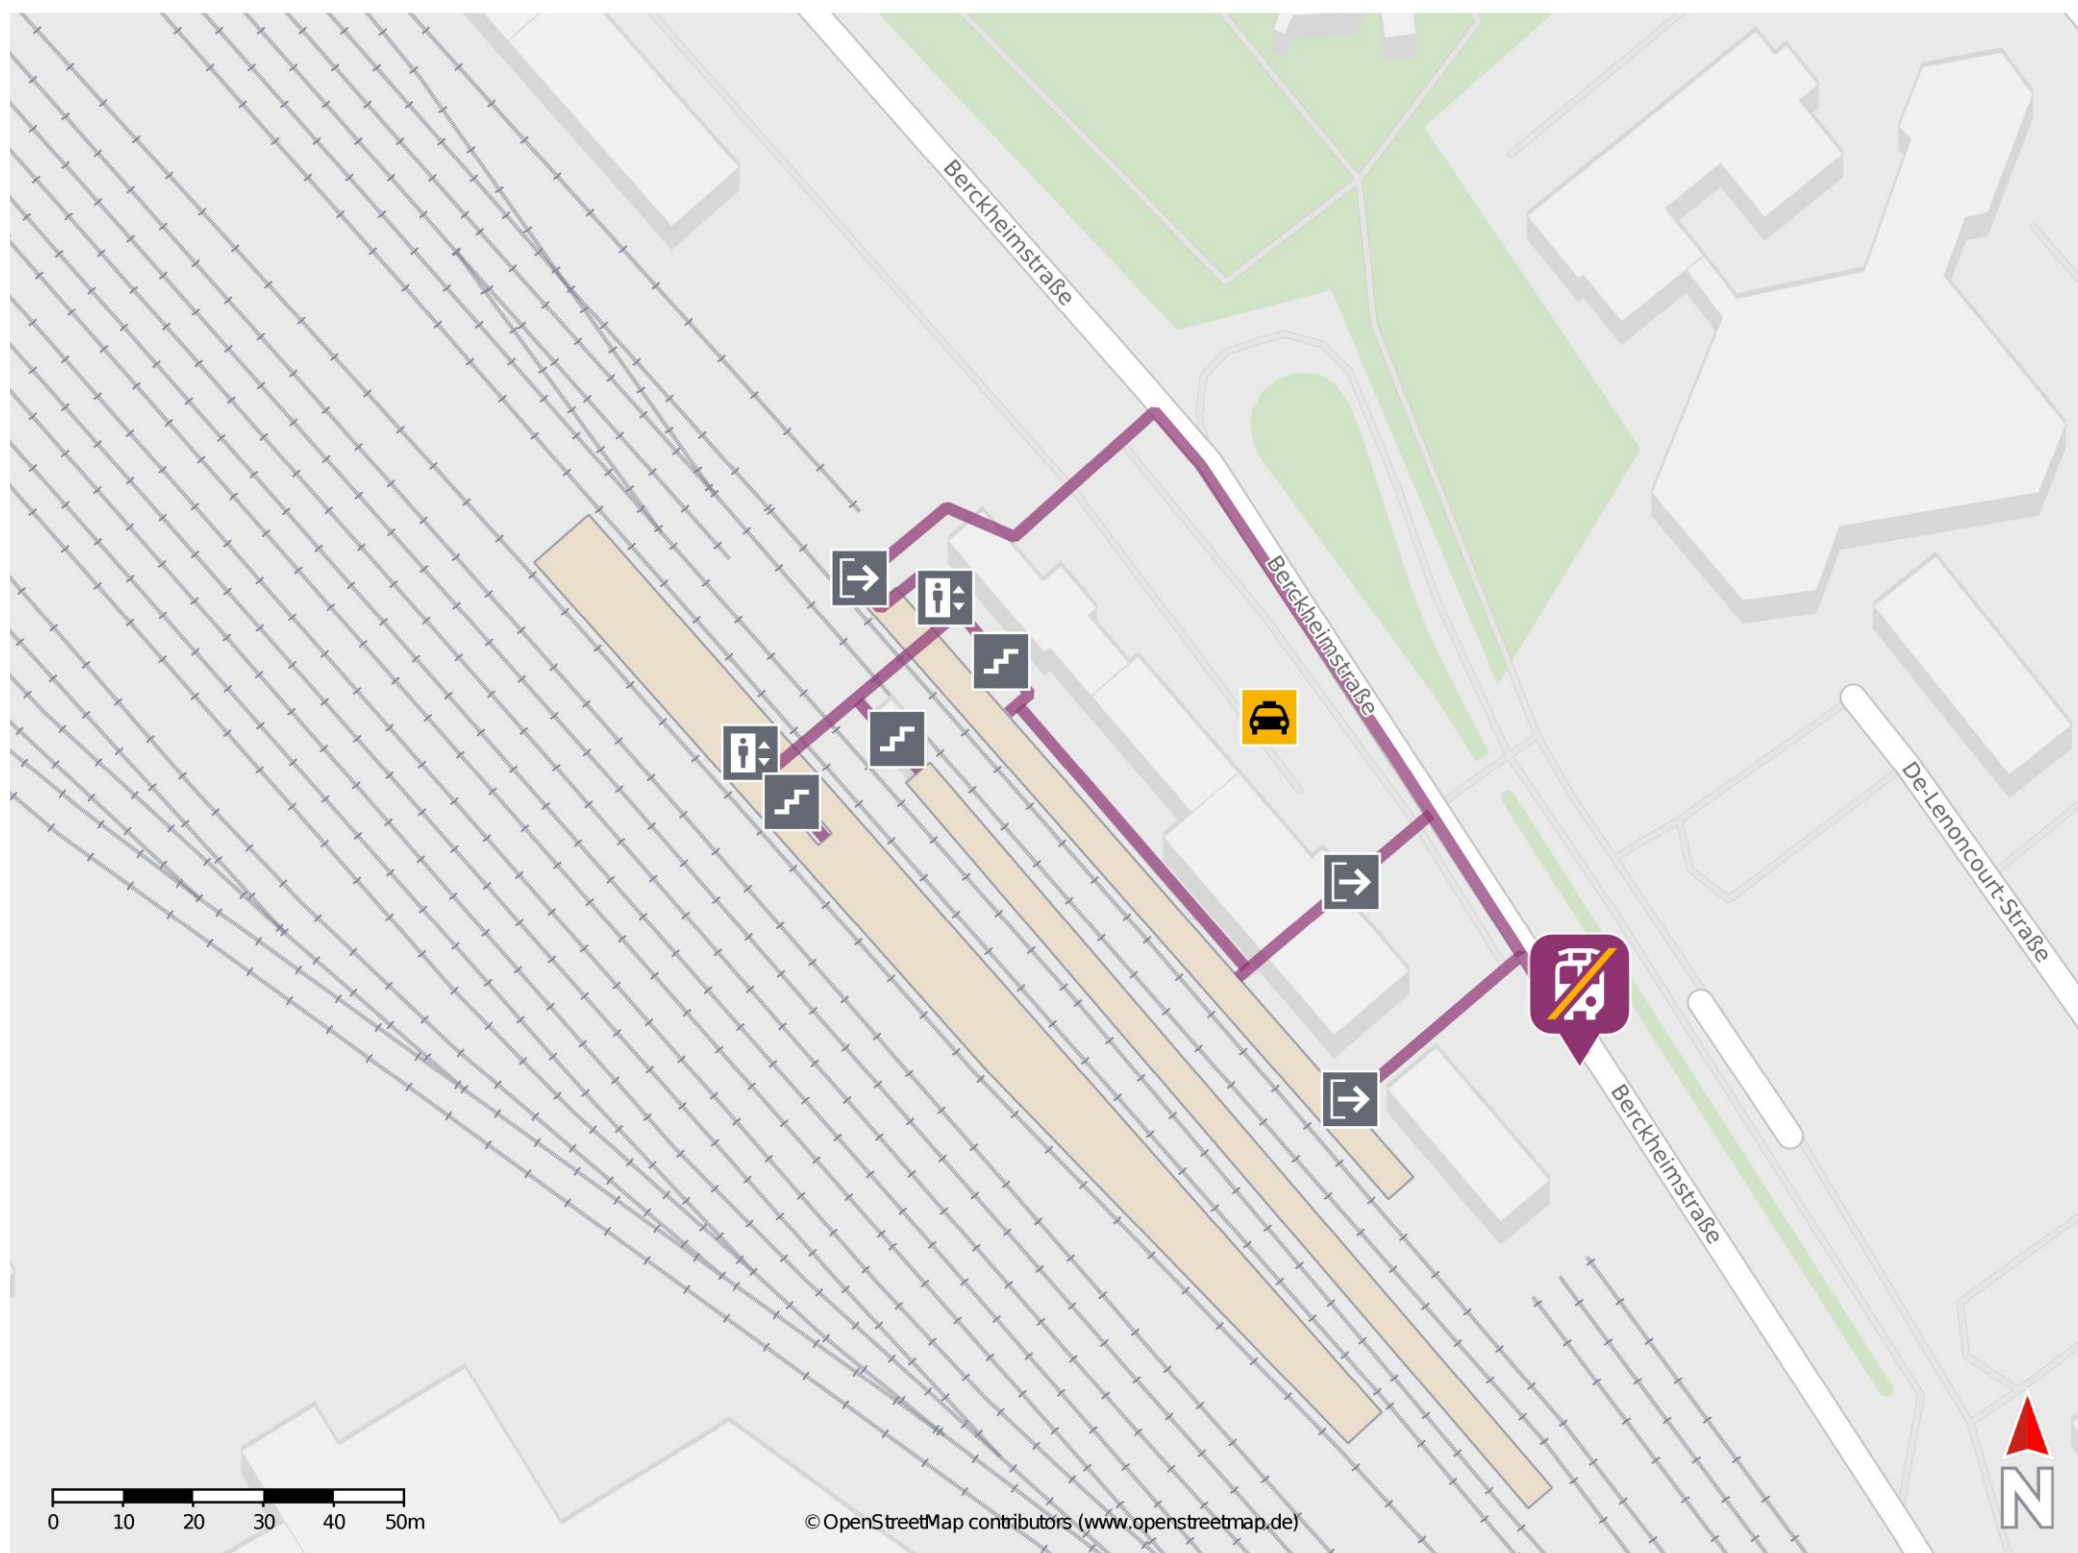 Berckheimstraße
Berckheimstraße
De-Lenoncourt-Straße
Berckheimstraße
0 10 20 30 40 50m
© OpenStreetMap contributors (www.openstreetmap.de)
N